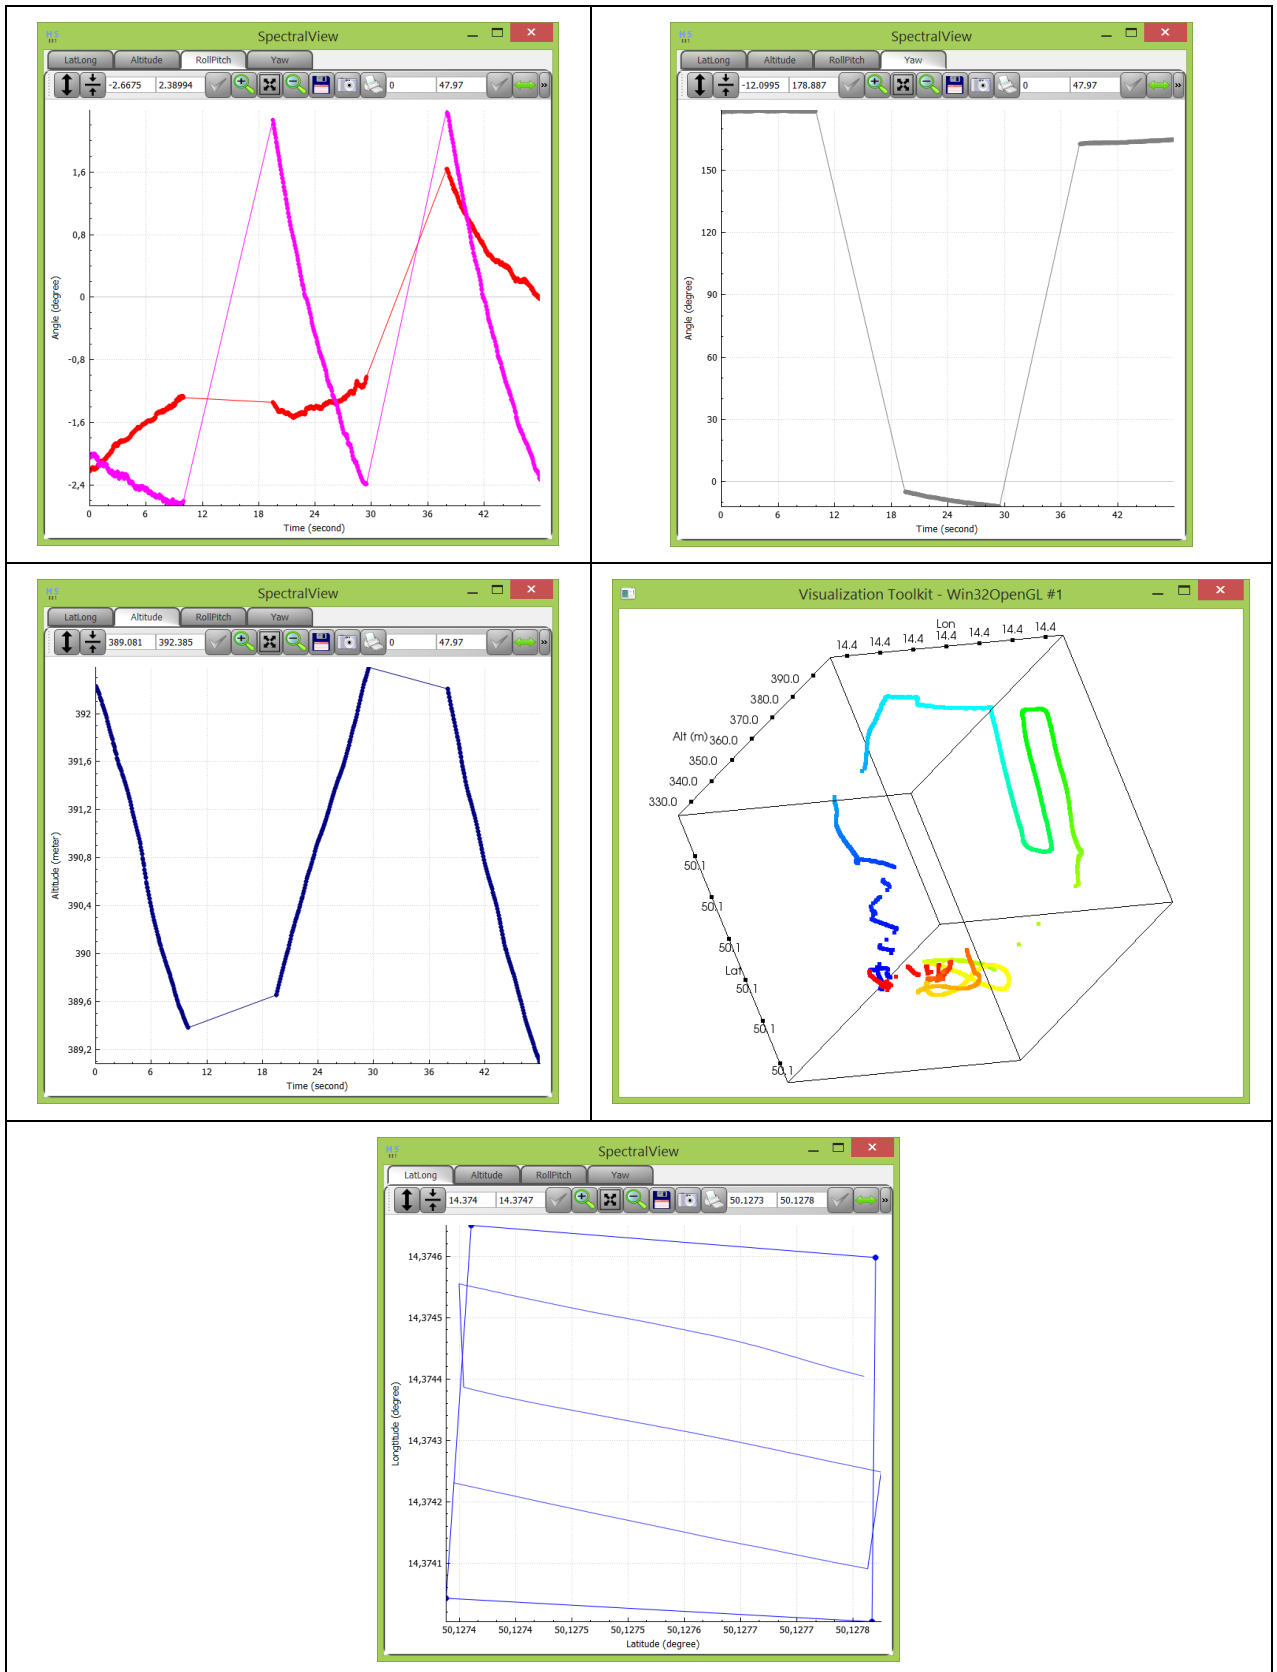 SpectralView
LatLong Altitude RollPitch Yaw
-2.6675 2.38994 0 47.97 »
1,6
0,8
0
-0,8
-1,6
-2,4
Angle (degree)
0 6 12 18 24 30 36 42
Time (second)
SpectralView
LatLong Altitude RollPitch Yaw
-12.0995 178.887 0 47.97 »
150
120
90
60
30
0
Angle (degree)
0 6 12 18 24 30 36 42
Time (second)
SpectralView
LatLong Altitude RollPitch Yaw
389.081 392.385 0 47.97 »
392
391,6
391,2
390,8
390,4
390
389,6
389,2
Altitude (meter)
0 6 12 18 24 30 36 42
Time (second)
Visualization Toolkit - Win32OpenGL #1
Lon
14.4 14.4 14.4 14.4 14.4 14.4 14.4
390.0
380.0
370.0
Alt (m) 360.0
350.0
340.0
330.0
50.1
50.1
50.1
Lat
50.1
50.1
50.1
SpectralView
LatLong Altitude RollPitch Yaw
14.374 14.3747 50.1273 50.1278 »
14,3746
14,3745
14,3744
14,3743
14,3742
14,3741
Longtitude (degree)
50,1274 50,1274 50,1275 50,1275 50,1276 50,1277 50,1277 50,1278
Latitude (degree)